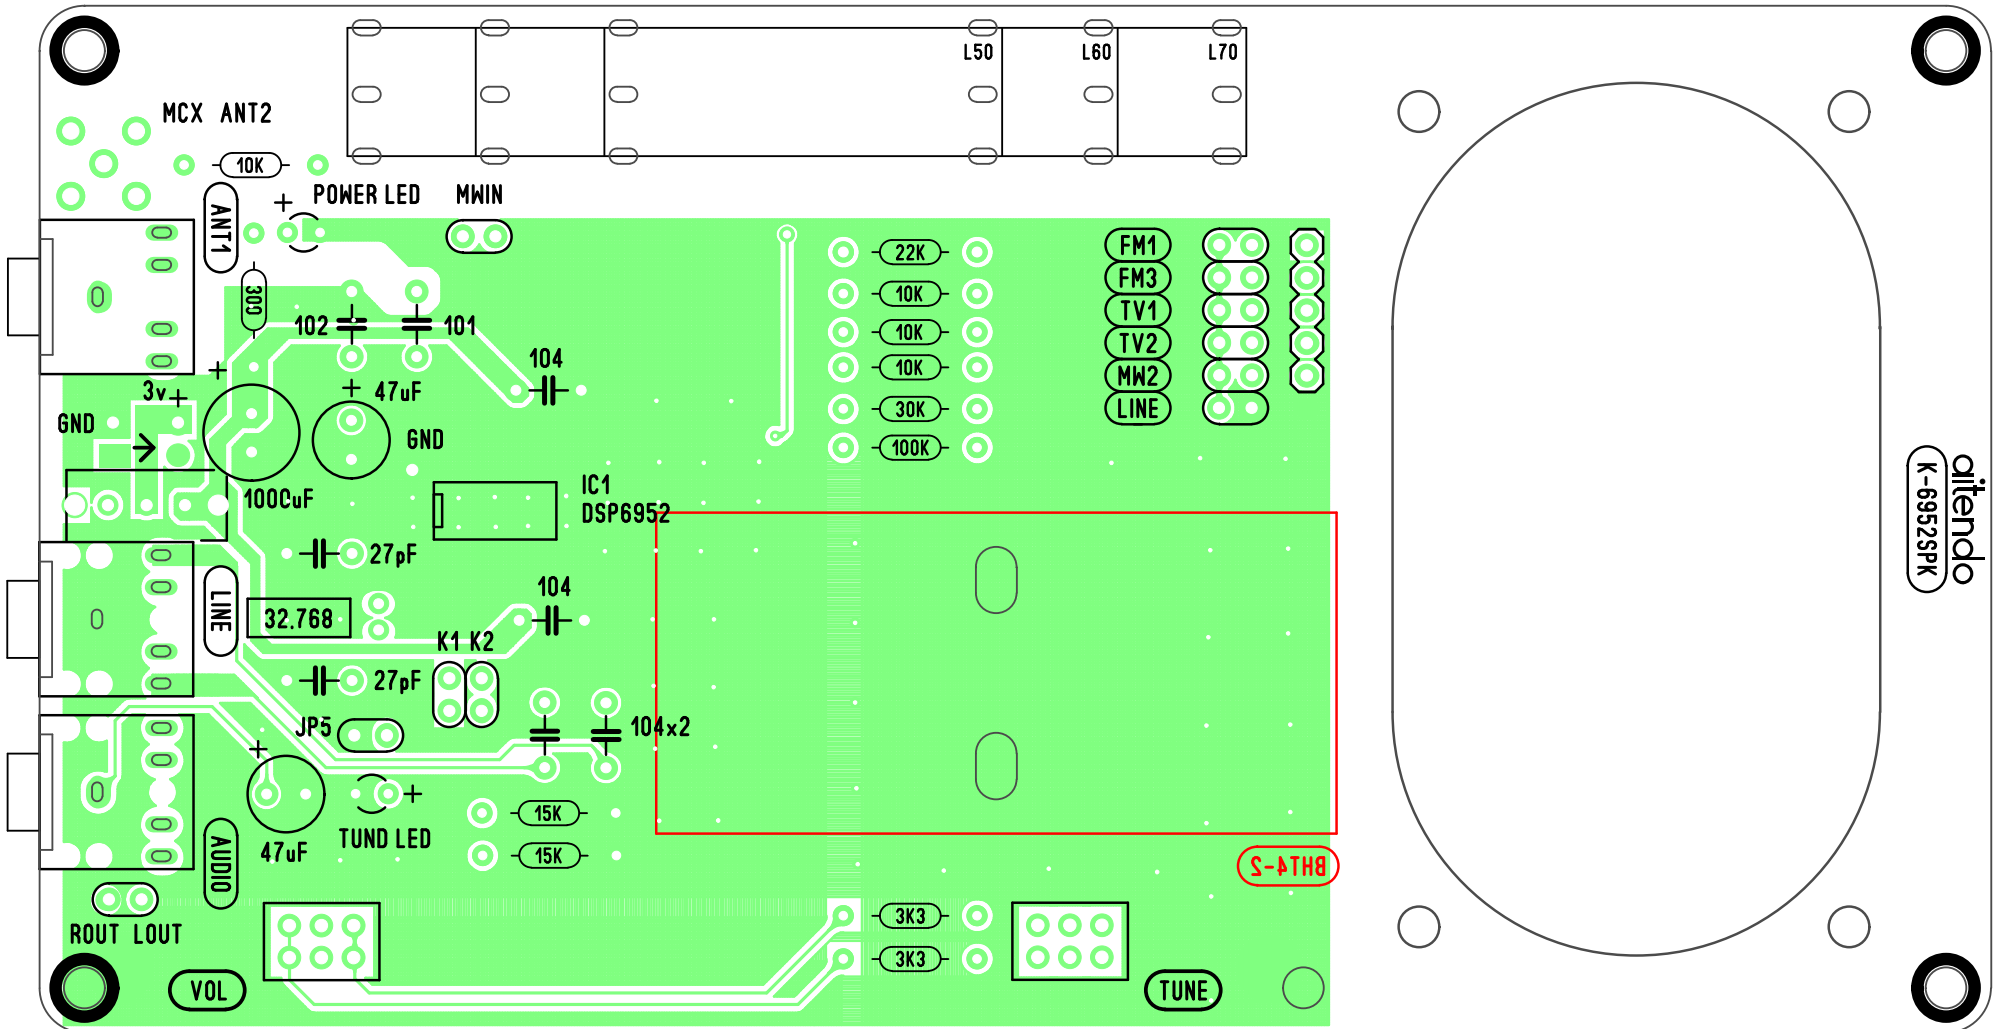 L50 L60 L70
MCX ANT2
10K
ANT1
POWER LED
MWIN
+
300
102
101
104
22K
10K
10K
10K
30K
100K
FM1
FM3
TV1
TV2
MW2
LINE
+
3v+
GND
+
47uF
GND
1000uF
IC1
DSP6952
aitendo
K-6952SPK
27pF
LINE
32.768
104
K1 K2
27pF
JP5
104x2
+
+
TUND LED
47uF
15K
15K
AUDIO
BHT4-2
ROUT LOUT
3K3
3K3
VOL
TUNE